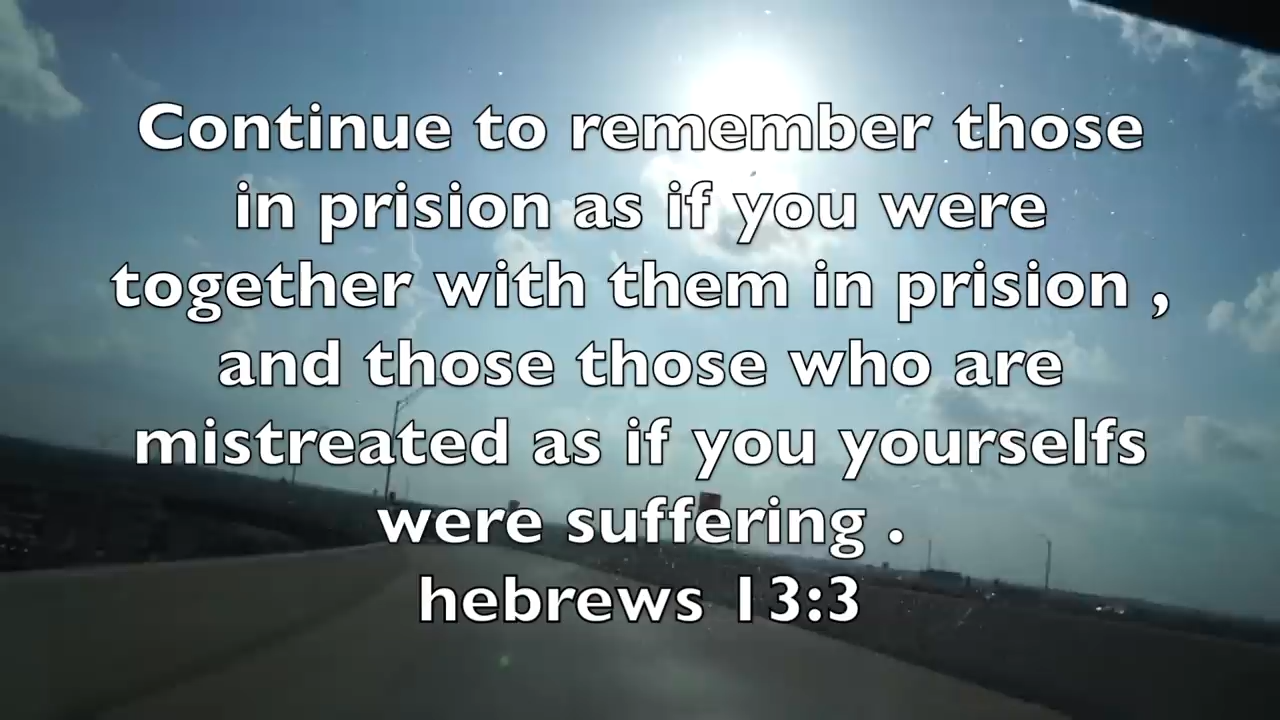 Continue to remember those
in prision as if you were
together with them in prision ,
and those those who are
mistreated as if you yourselfs
were suffering .
hebrews 13:3